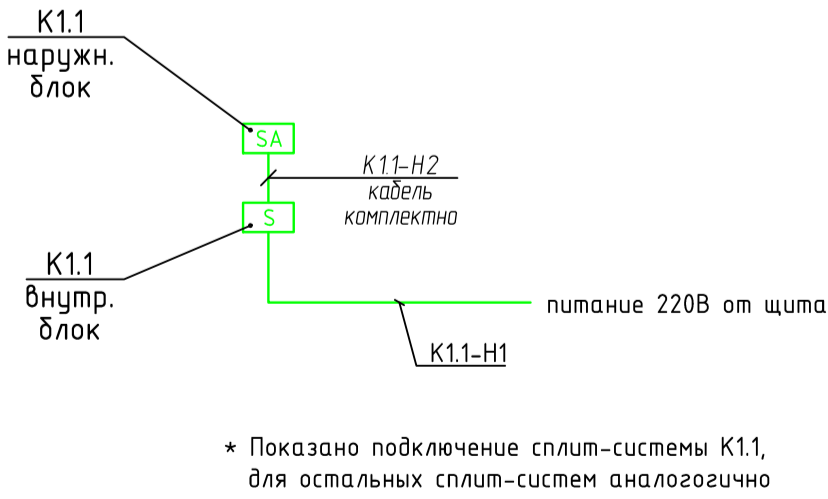 К1.1
наружн.
блок
SA
К1.1-Н2
кабель
комплектно
S
К1.1
внутр.
блок
питание 220В от щита
К1.1-Н1
* Показано подключение сплит-системы К1.1,
для остальных сплит-систем аналогогично